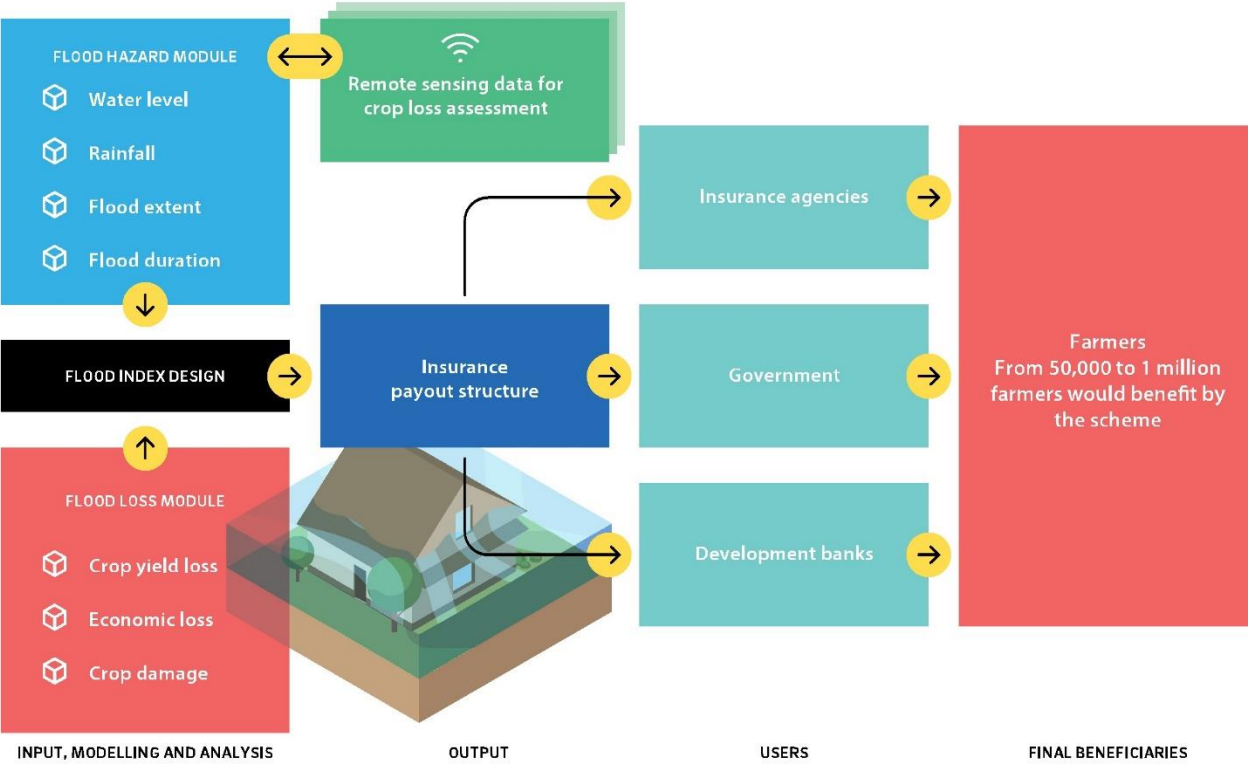 FLOOD HAZARD MODULE
Water level
Rainfall
Flood extent
Flood duration
FLOOD INDEX DESIGN
FLOOD LOSS MODULE
Crop yield loss
Economic loss
Crop damage
INPUT, MODELLING AND ANALYSIS
Remote sensing data for
crop loss assessment
Insurance
payout structure
OUTPUT
Insurance agencies
Government
Development banks
USERS
Farmers
From 50,000 to 1 million
farmers would benefit by
the scheme
FINAL BENEFICIARIES